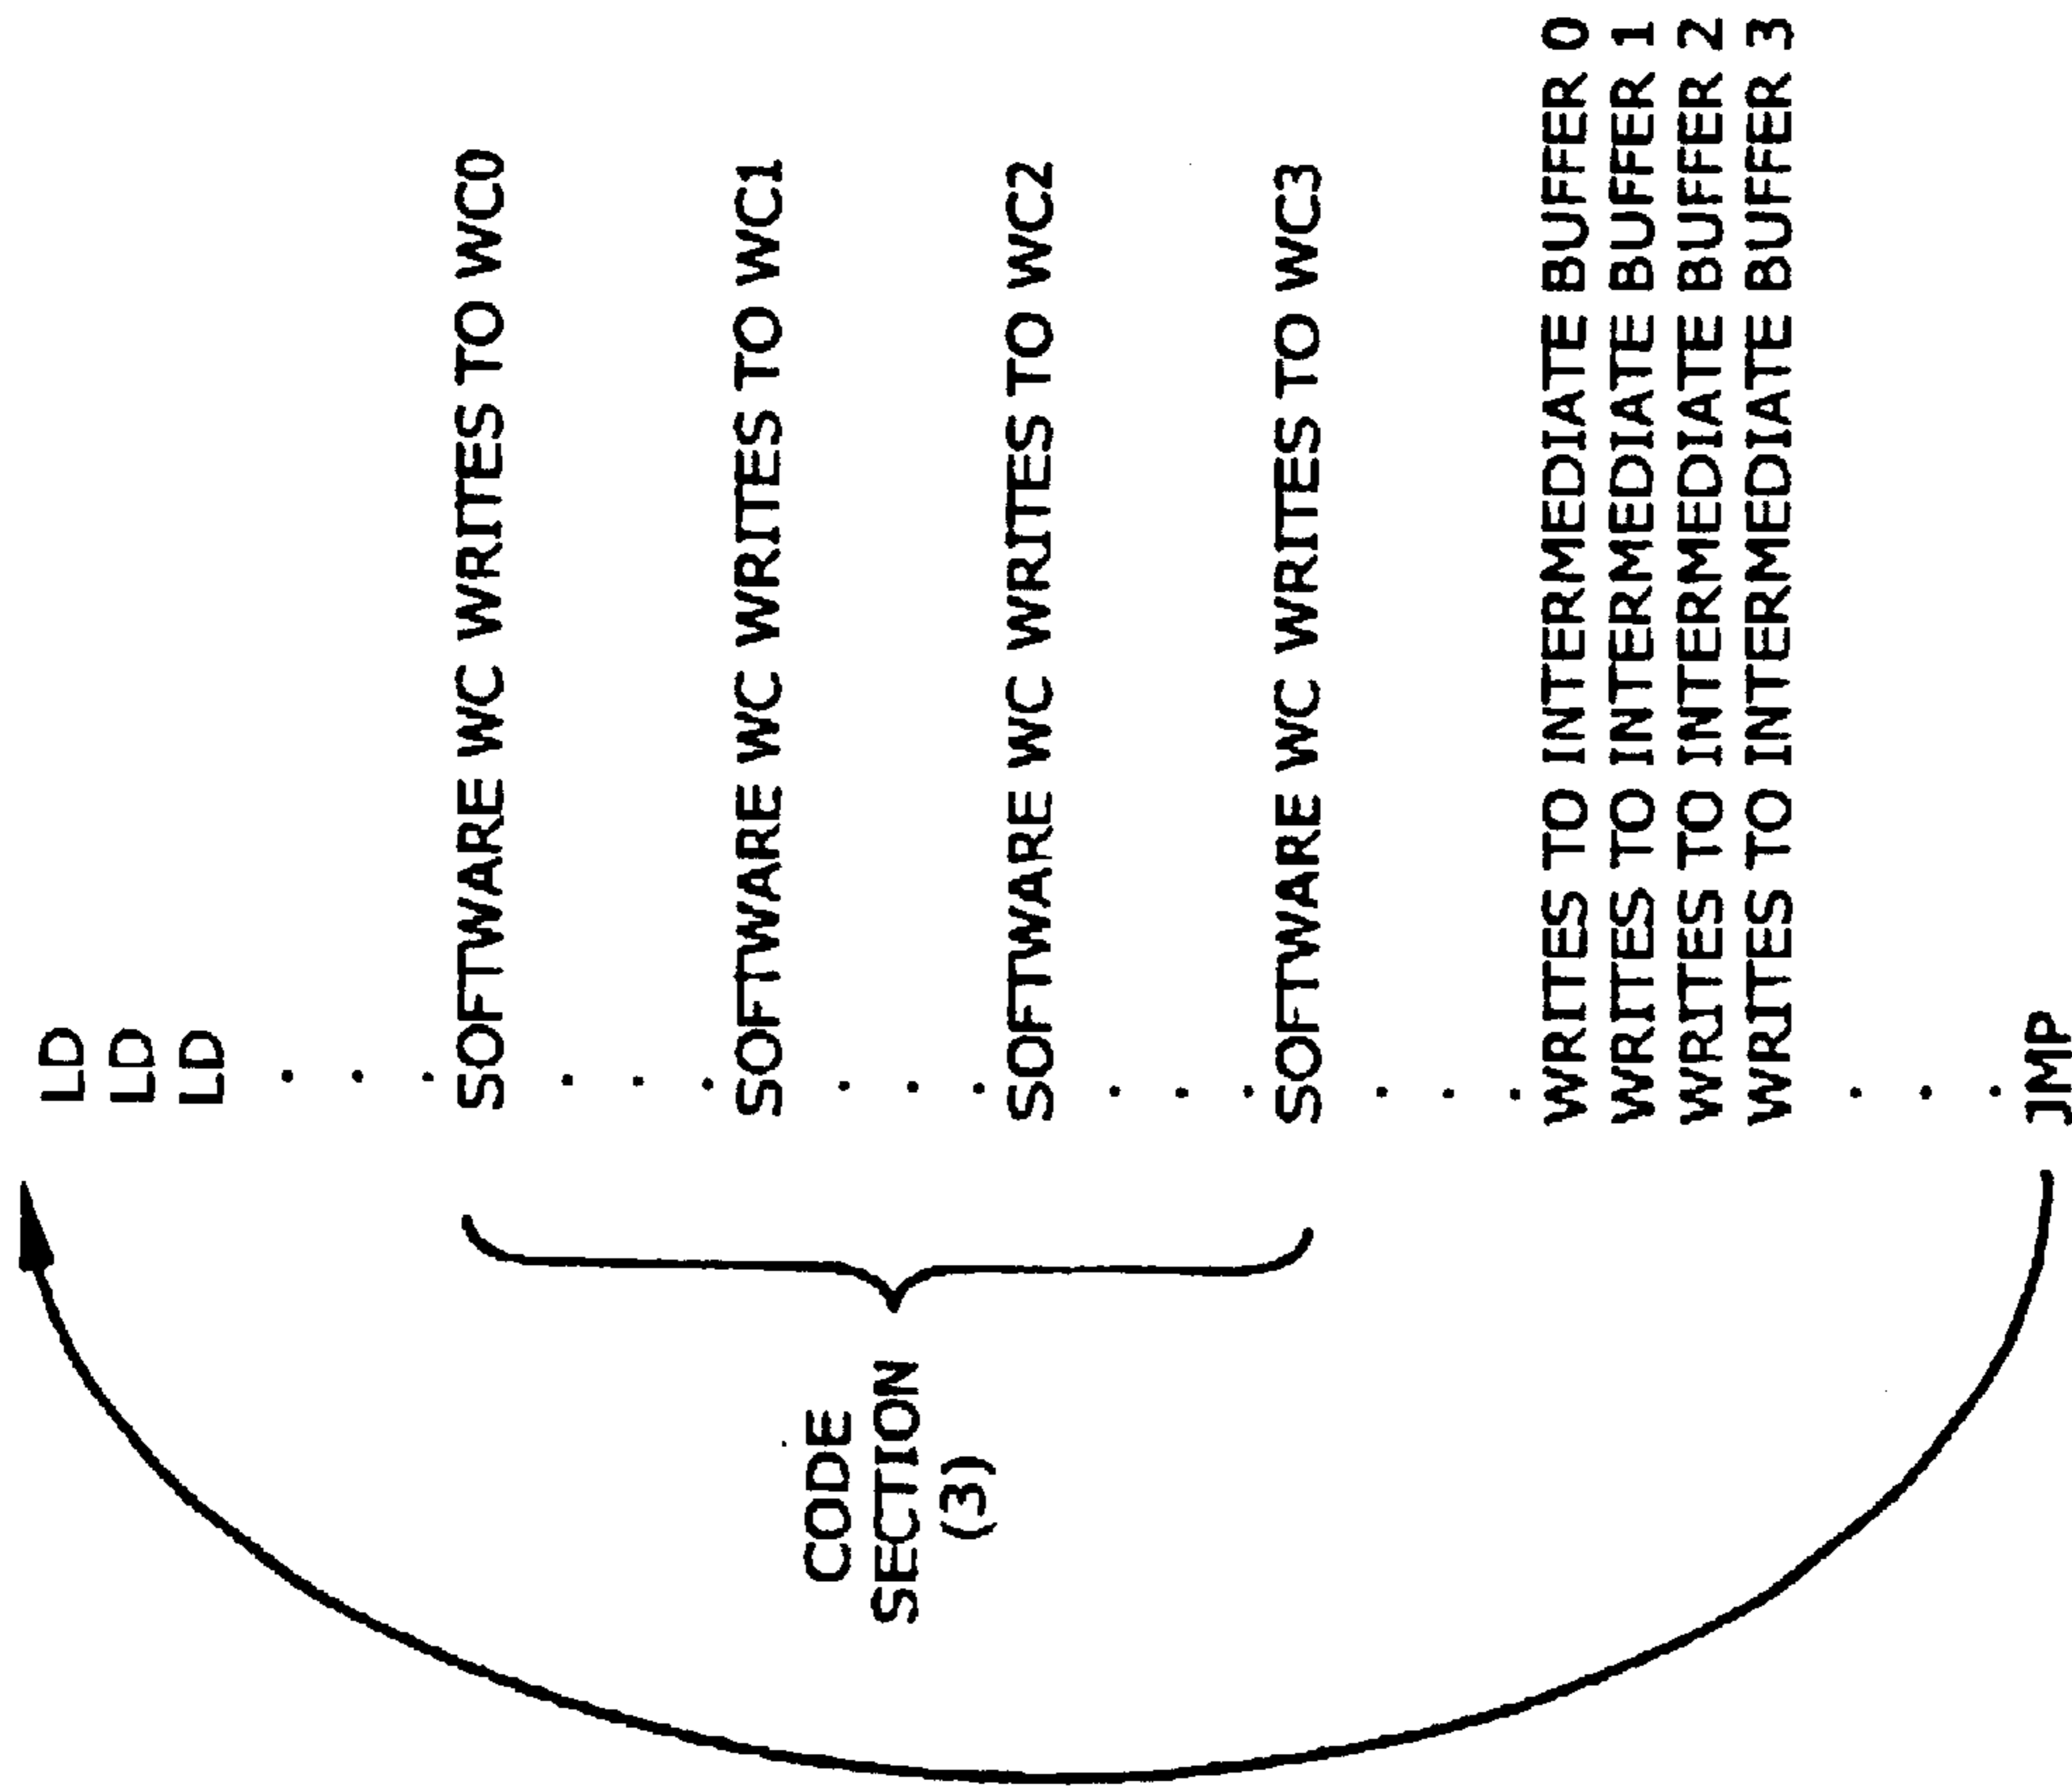 LD
LD
LD
.
.
.
SOFTWARE WC WRITES TO WC0
.
.
.
SOFTWARE WC WRITES TO WC1
.
.
.
SOFTWARE WC WRITES TO WC2
.
.
.
SOFTWARE WC WRITES TO WC3
.
.
.
WRITES TO INTERMEDIATE BUFFER 0
WRITES TO INTERMEDIATE BUFFER 1
WRITES TO INTERMEDIATE BUFFER 2
WRITES TO INTERMEDIATE BUFFER 3
.
.
.
JMP
CODE
SECTION
(3)